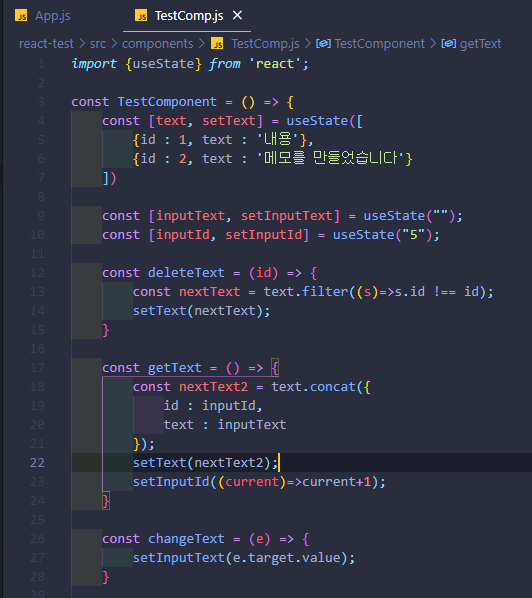 JS App.js
JS TestComp.js ×
react-test > src > components > JS TestComp.js > TestComponent > getText
1 import {useState} from 'react';
2
3 const TestComponent = () => {
4 const [text, setText] = useState([
5 {id : 1, text : '내용'},
6 {id : 2, text : '메모를 만들었습니다'}
7 ])
8
9 const [inputText, setInputText] = useState("");
10 const [inputId, setInputId] = useState("5");
11
12 const deleteText = (id) => {
13 const nextText = text.filter((s)=>s.id !== id);
14 setText(nextText);
15 }
16
17 const getText = () => {
18 const nextText2 = text.concat({
19 id : inputId,
20 text : inputText
21 });
22 setText(nextText2);
23 setInputId((current)=>current+1);
24 }
25
26 const changeText = (e) => {
27 setInputText(e.target.value);
28 }
29